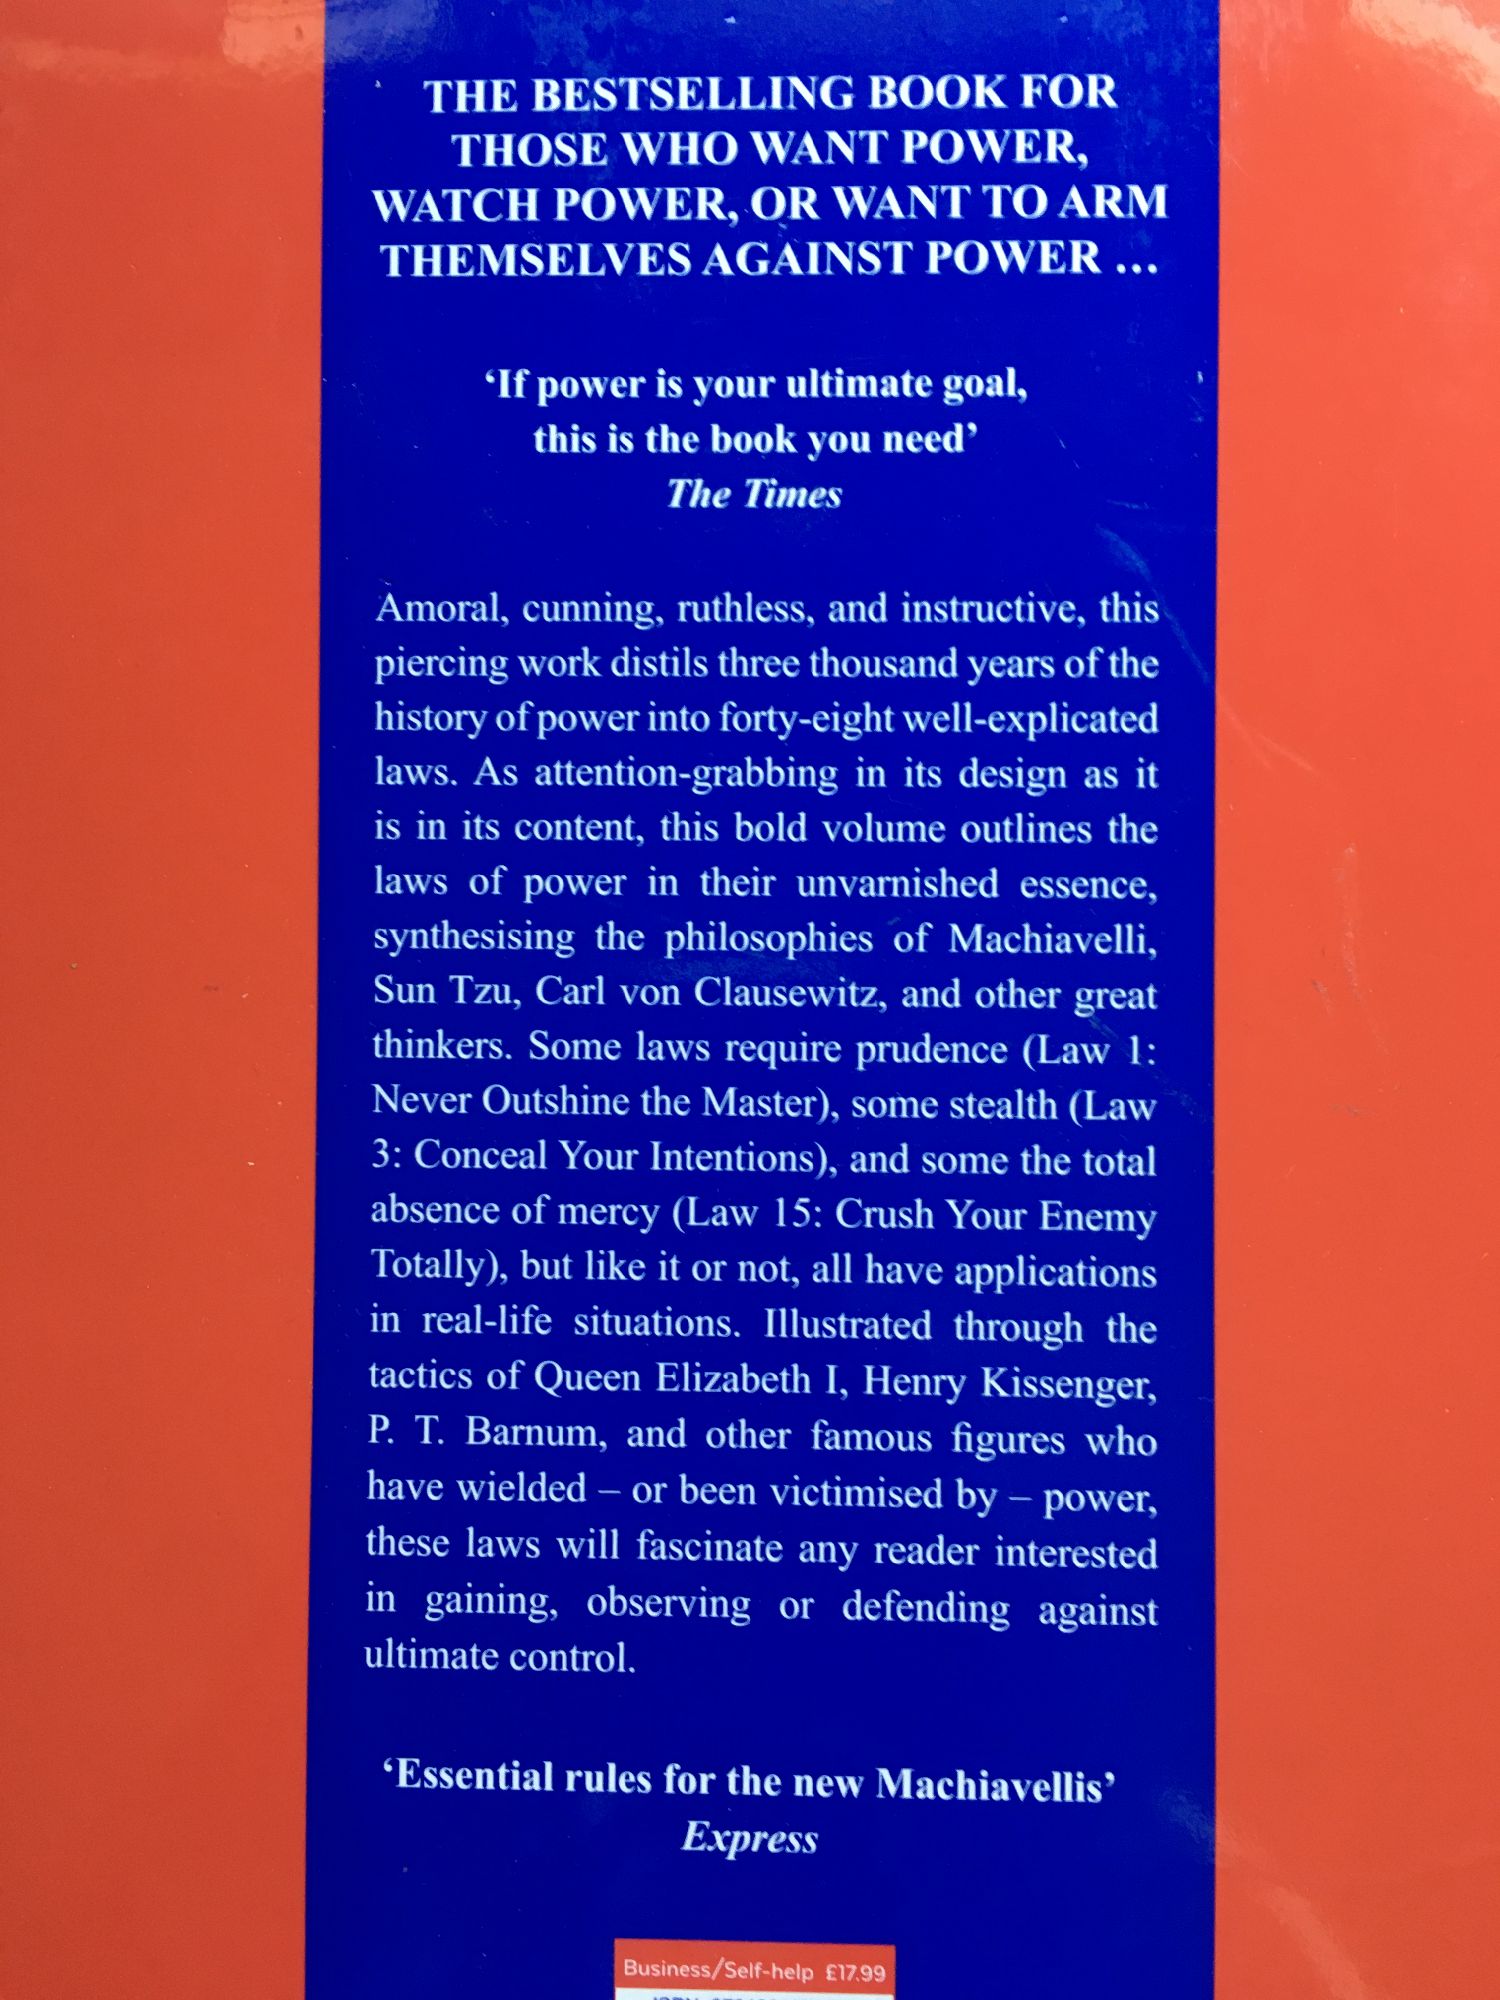 THE BESTSELLING BOOK FOR
THOSE WHO WANT POWER,
WATCH POWER, OR WANT TO ARM
THEMSELVES AGAINST POWER ...
‘If power is your ultimate goal,
this is the book you need’
The Times
Amoral, cunning, ruthless, and instructive, this
piercing work distils three thousand years of the
history of power into forty-eight well-explicated
laws. As attention-grabbing in its design as it
is in its content, this bold volume outlines the
laws of power in their unvarnished essence,
synthesising the philosophies of Machiavelli,
Sun Tzu, Carl von Clausewitz, and other great
thinkers. Some laws require prudence (Law 1:
Never Outshine the Master), some stealth (Law
3: Conceal Your Intentions), and some the total
absence of mercy (Law 15: Crush Your Enemy
Totally), but like it or not, all have applications
in real-life situations. Illustrated through the
tactics of Queen Elizabeth I, Henry Kissenger,
P. T. Barnum, and other famous figures who
have wielded – or been victimised by – power,
these laws will fascinate any reader interested
in gaining, observing or defending against
ultimate control.
‘Essential rules for the new Machiavellis’
Express
Business/Self-help £17.99